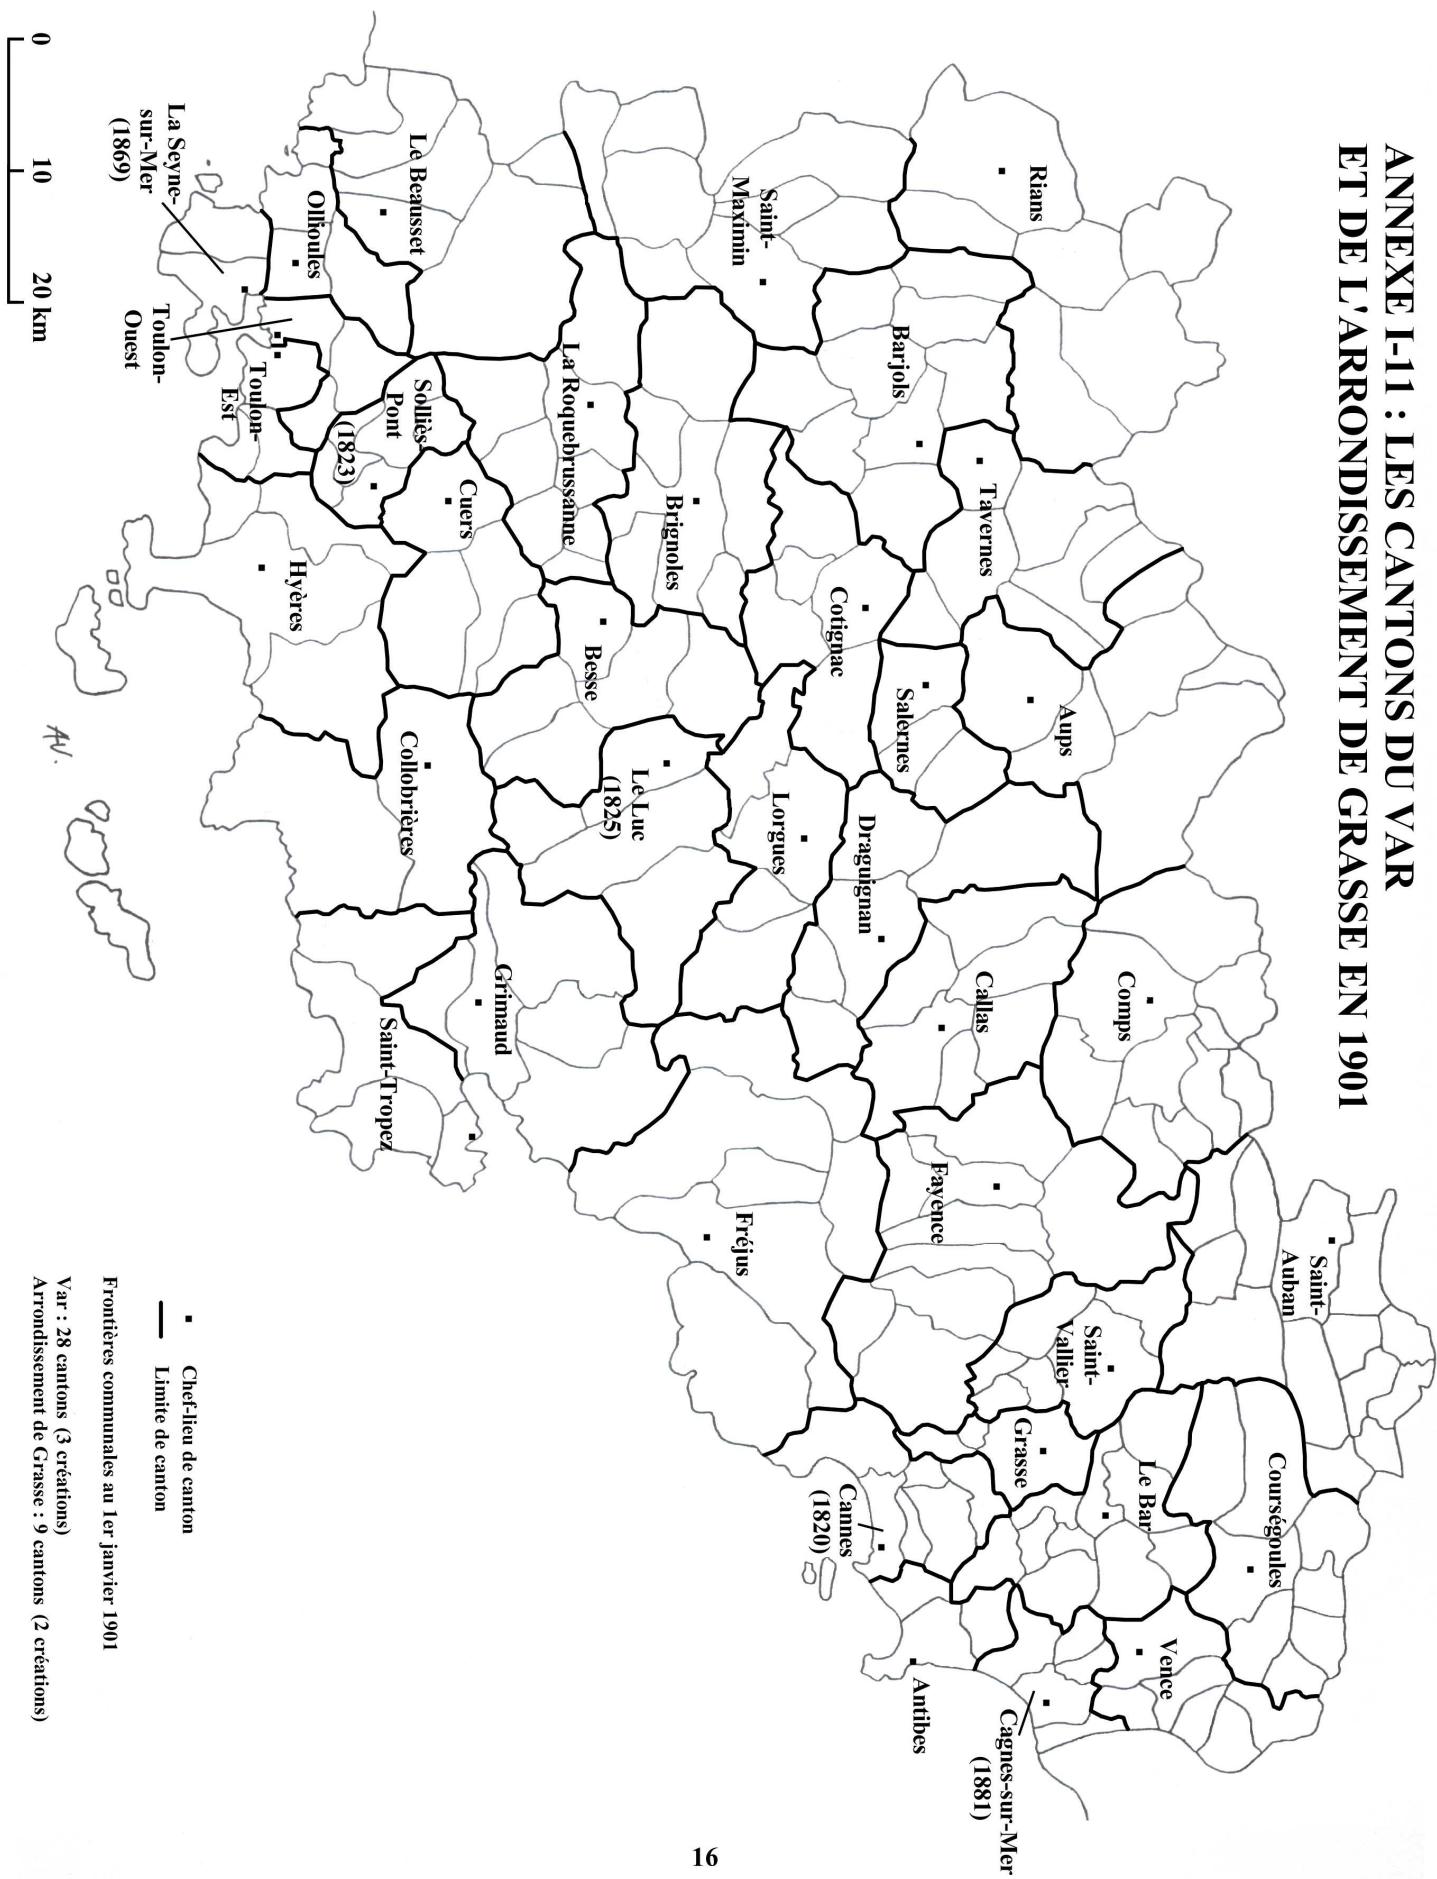 ANNEXE I-11 : LES CANTONS DU VAR
ET DE L'ARRONDISSEMENT DE GRASSE EN 1901
Rians
Saint-
Maximin
Barjols
Tavernes
Aups
Salernes
Cotignac
Brignoles
La Roquebrussanne
Le Beausset
Ollioules
La Seyne-
sur-Mer
(1869)
Toulon-
Ouest
Toulon-
Est
Solliès-
Pont
(1823)
Cuers
Hyères
Besse
Le Luc
(1825)
Collobrières
Lorgues
Draguignan
Callas
Comps
Grimaud
Saint-Tropez
Fayence
Fréjus
Saint-
Auban
Saint-
Vallier
Grasse
Le Bar
Courségoules
Cannes
(1820)
Vence
Antibes
Cagnes-sur-Mer
(1881)
AV.
0 10 20 km
Chef-lieu de canton
Limite de canton
Frontières communales au 1er janvier 1901
Var : 28 cantons (3 créations)
Arrondissement de Grasse : 9 cantons (2 créations)
16